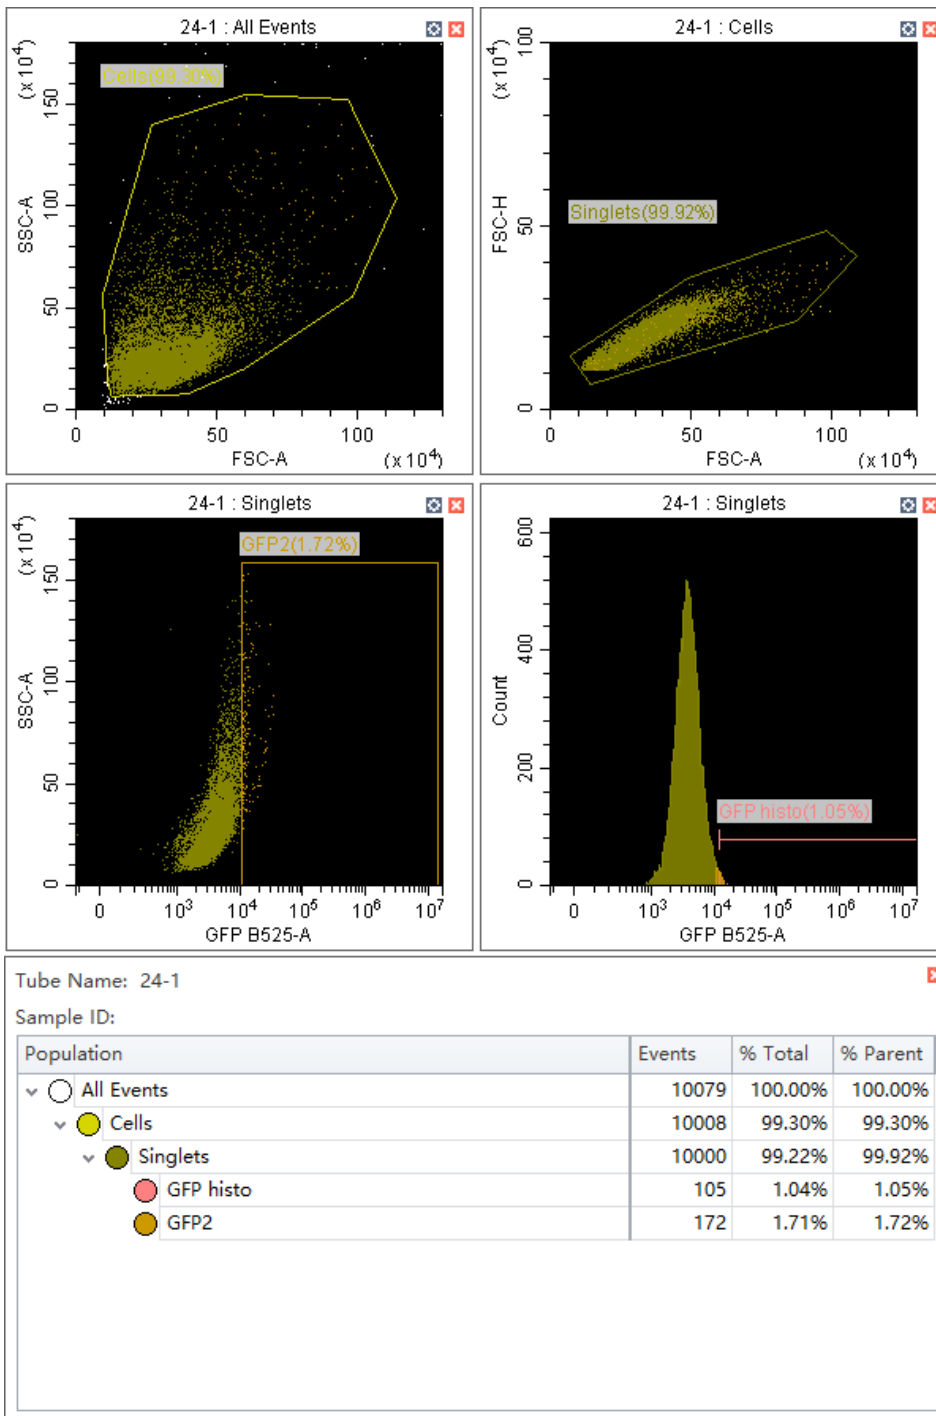 24-1 : All Events
(x 10⁴)
Cells(99.30%)
150
100
50
0
SSC-A
0 50 100
FSC-A (x 10⁴)
24-1 : Cells
(x 10⁴)
100
Singlets(99.92%)
50
0
FSC-H
0 50 100
FSC-A (x 10⁴)
24-1 : Singlets
(x 10⁴)
GFP2(1.72%)
150
100
50
0
SSC-A
0 10³ 10⁴ 10⁵ 10⁶ 10⁷
GFP B525-A
24-1 : Singlets
600
400
200
0
Count
GFP histo(1.05%)
0 10³ 10⁴ 10⁵ 10⁶ 10⁷
GFP B525-A
Tube Name: 24-1
Sample ID:
Population Events % Total % Parent
All Events 10079 100.00% 100.00%
Cells 10008 99.30% 99.30%
Singlets 10000 99.22% 99.92%
GFP histo 105 1.04% 1.05%
GFP2 172 1.71% 1.72%